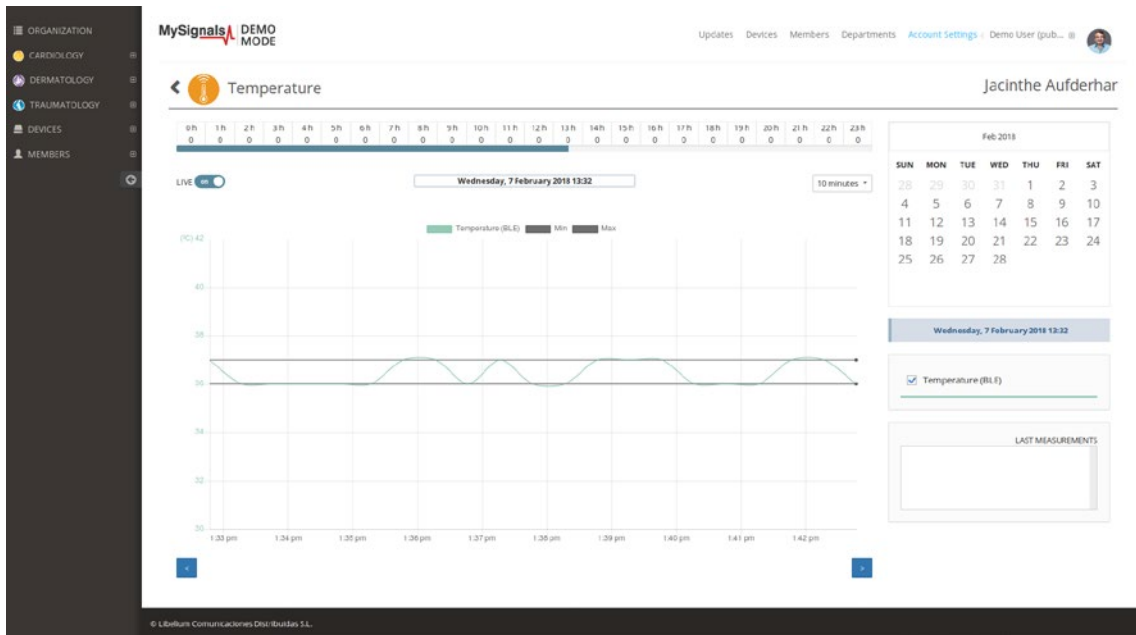 ORGANIZATION
CARDIOLOGY
DERMATOLOGY
TRAUMATOLOGY
DEVICES
MEMBERS
MySignals DEMO MODE
Updates Devices Members Departments Account Settings Demo User (pub...
Temperature
Jacinthe Aufderhar
0h 1h 2h 3h 4h 5h 6h 7h 8h 9h 10h 11h 12h 13h 14h 15h 16h 17h 18h 19h 20h 21h 22h 23h
0 0 0 0 0 0 0 0 0 0 0 0 0 0 0 0 0 0 0 0 0 0 0 0
LIVE on
Wednesday, 7 February 2018 13:32
10 minutes
Temperature (BLE) Min Max
(ºC) 42
40
38
36
34
32
30
1:33 pm 1:34 pm 1:35 pm 1:36 pm 1:37 pm 1:38 pm 1:39 pm 1:40 pm 1:41 pm 1:42 pm
< >
Feb 2018
SUN MON TUE WED THU FRI SAT
28 29 30 31 1 2 3
4 5 6 7 8 9 10
11 12 13 14 15 16 17
18 19 20 21 22 23 24
25 26 27 28
Wednesday, 7 February 2018 13:32
Temperature (BLE)
LAST MEASUREMENTS
© Libelium Comunicaciones Distribuidas S.L.